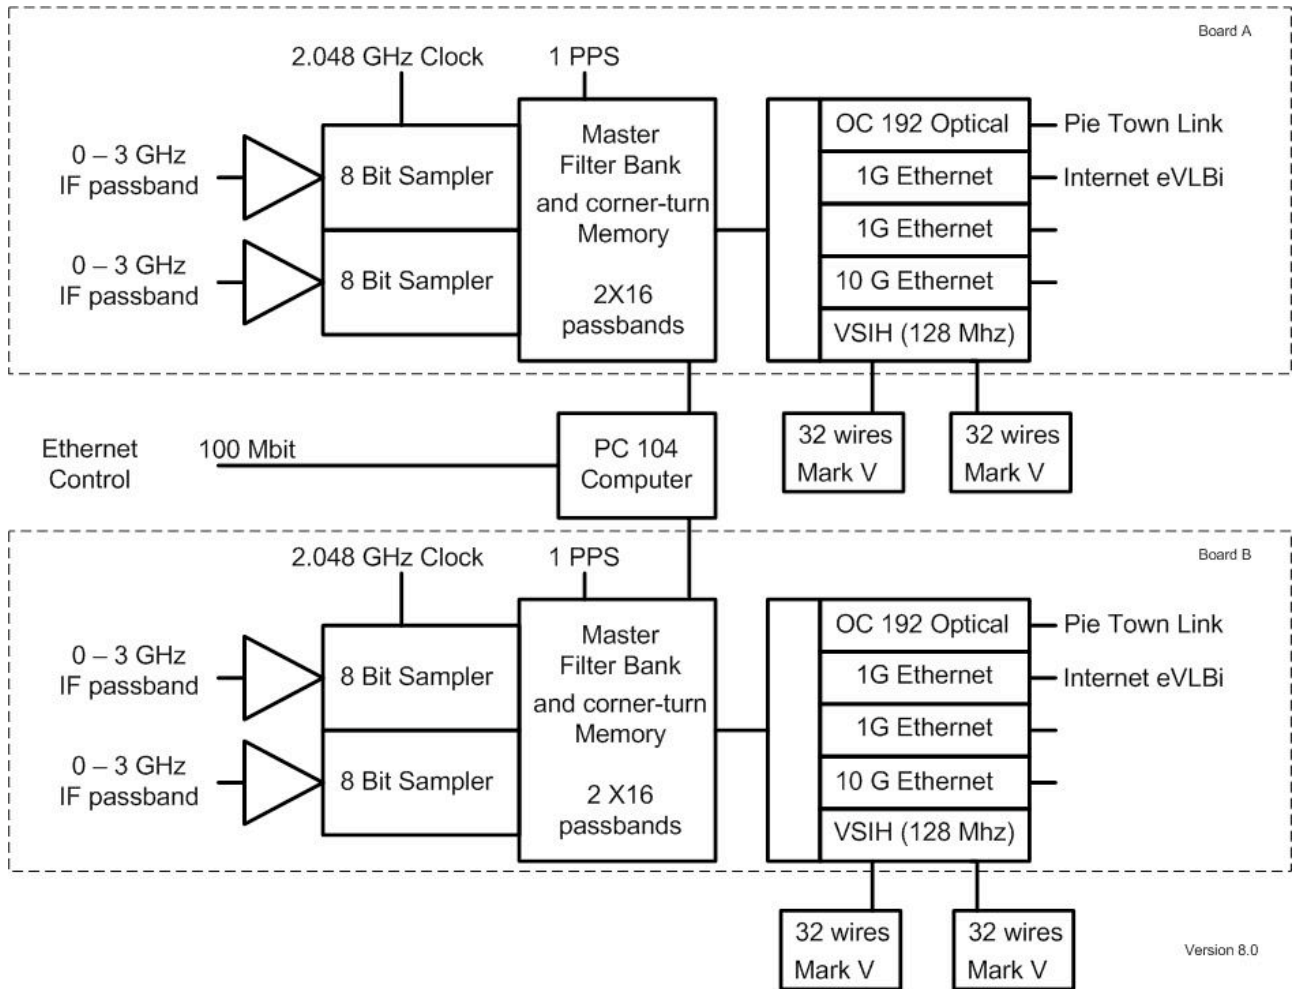 Board A
2.048 GHz Clock
1 PPS
0 – 3 GHz
IF passband
8 Bit Sampler
0 – 3 GHz
IF passband
8 Bit Sampler
Master
Filter Bank
and corner-turn
Memory
2X16
passbands
OC 192 Optical
Pie Town Link
1G Ethernet
Internet eVLBi
1G Ethernet
10 G Ethernet
VSIH (128 Mhz)
32 wires
Mark V
32 wires
Mark V
Ethernet
Control
100 Mbit
PC 104
Computer
Board B
2.048 GHz Clock
1 PPS
0 – 3 GHz
IF passband
8 Bit Sampler
0 – 3 GHz
IF passband
8 Bit Sampler
Master
Filter Bank
and corner-turn
Memory
2 X16
passbands
OC 192 Optical
Pie Town Link
1G Ethernet
Internet eVLBi
1G Ethernet
10 G Ethernet
VSIH (128 Mhz)
32 wires
Mark V
32 wires
Mark V
Version 8.0